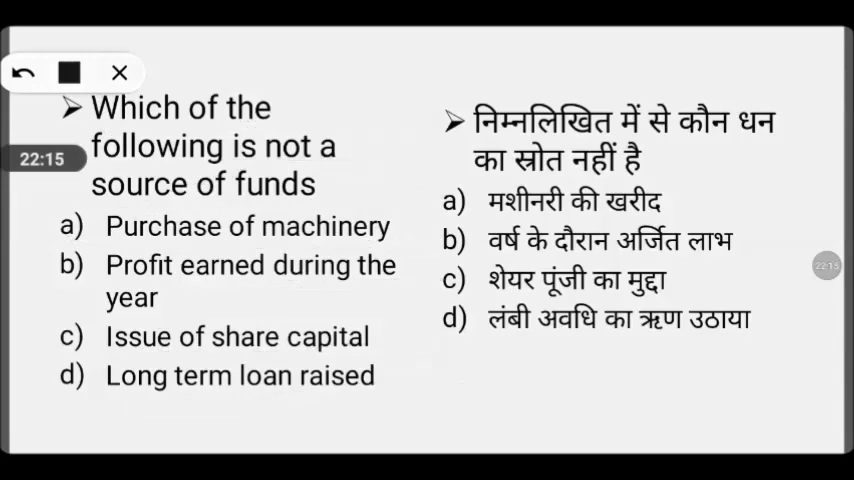 ➢ Which of the
following is not a
22:15
source of funds
a) Purchase of machinery
b) Profit earned during the
year
c) Issue of share capital
d) Long term loan raised
➢ निम्नलिखित में से कौन धन
का स्रोत नहीं है
a) मशीनरी की खरीद
b) वर्ष के दौरान अर्जित लाभ
c) शेयर पूंजी का मुद्दा
d) लंबी अवधि का ऋण उठाया
22:15